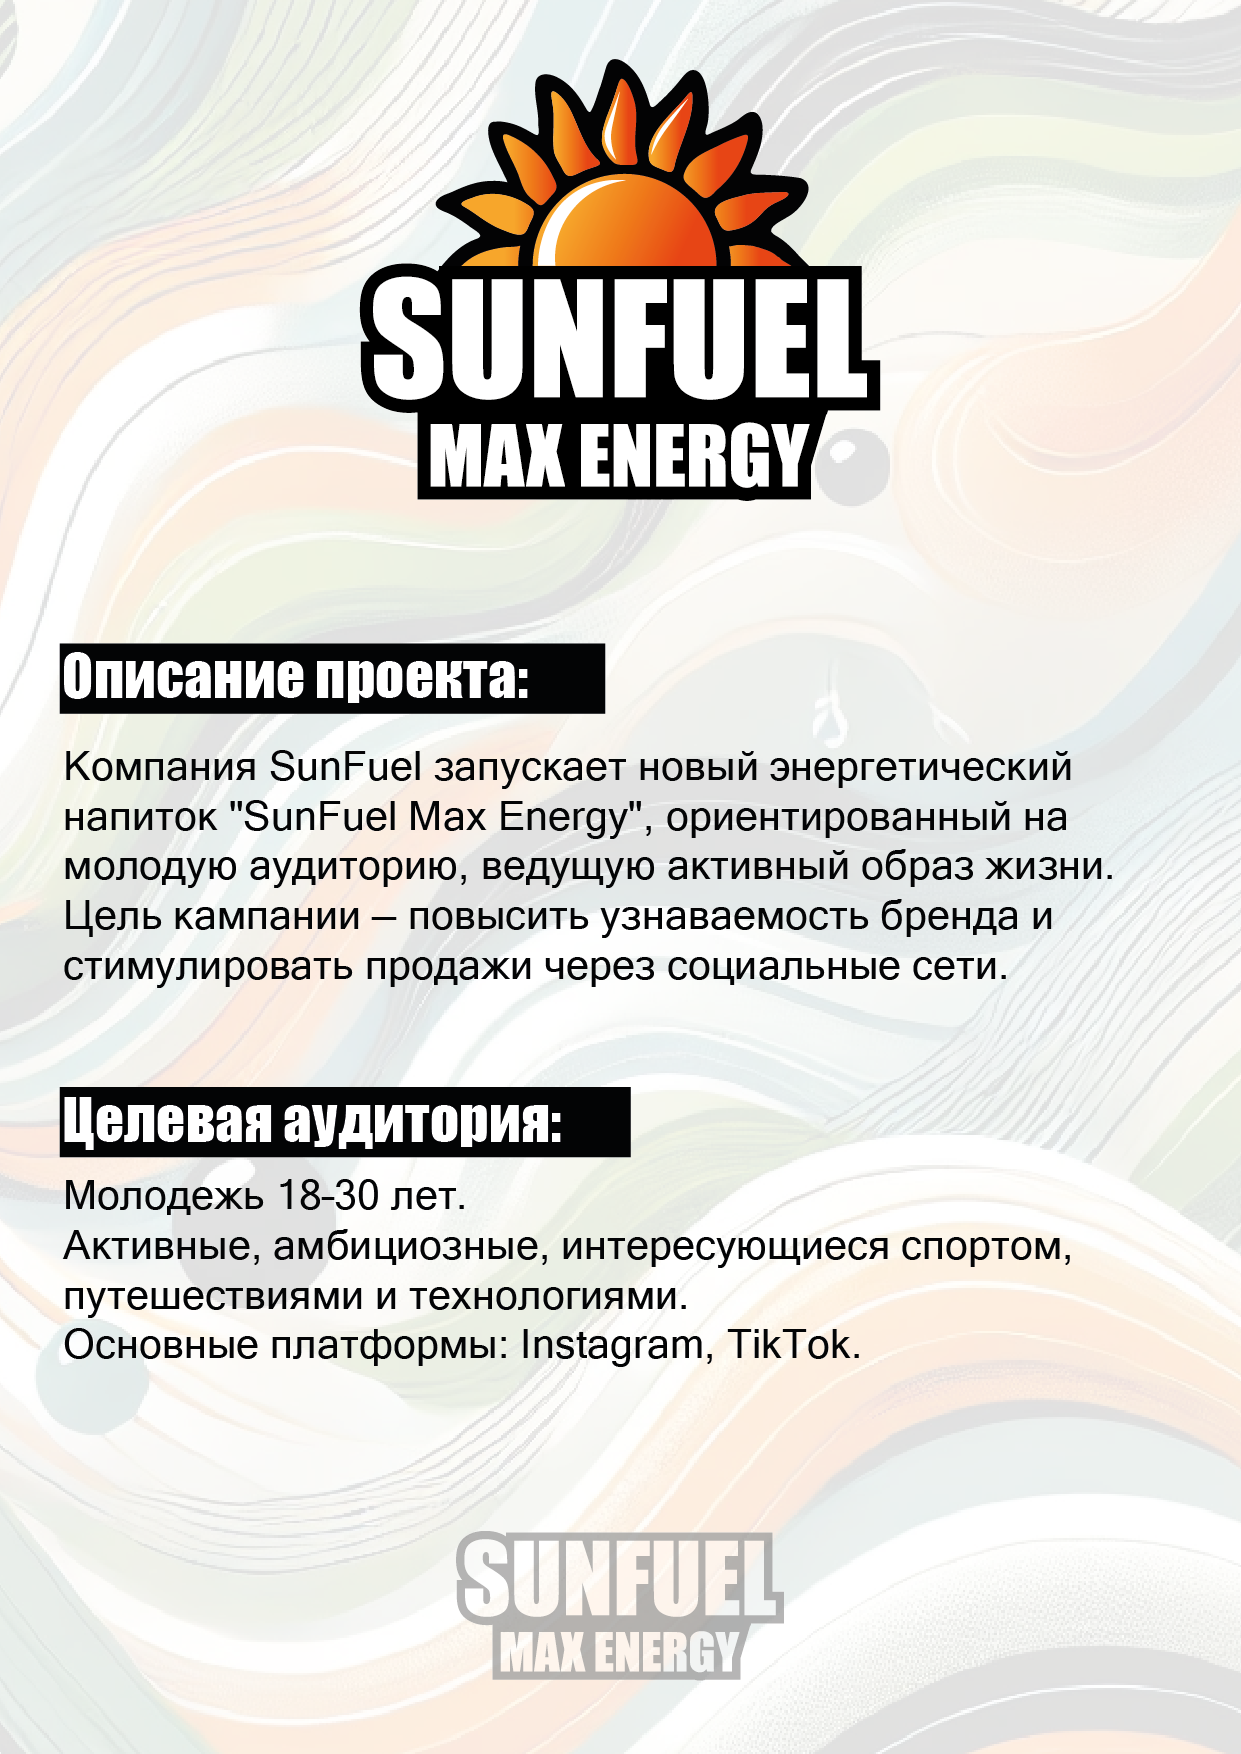 SUNFUEL
MAX ENERGY
Описание проекта:
Компания SunFuel запускает новый энергетический
напиток "SunFuel Max Energy", ориентированный на
молодую аудиторию, ведущую активный образ жизни.
Цель кампании – повысить узнаваемость бренда и
стимулировать продажи через социальные сети.
Целевая аудитория:
Молодежь 18-30 лет.
Активные, амбициозные, интересующиеся спортом,
путешествиями и технологиями.
Основные платформы: Instagram, TikTok.
SUNFUEL
MAX ENERGY